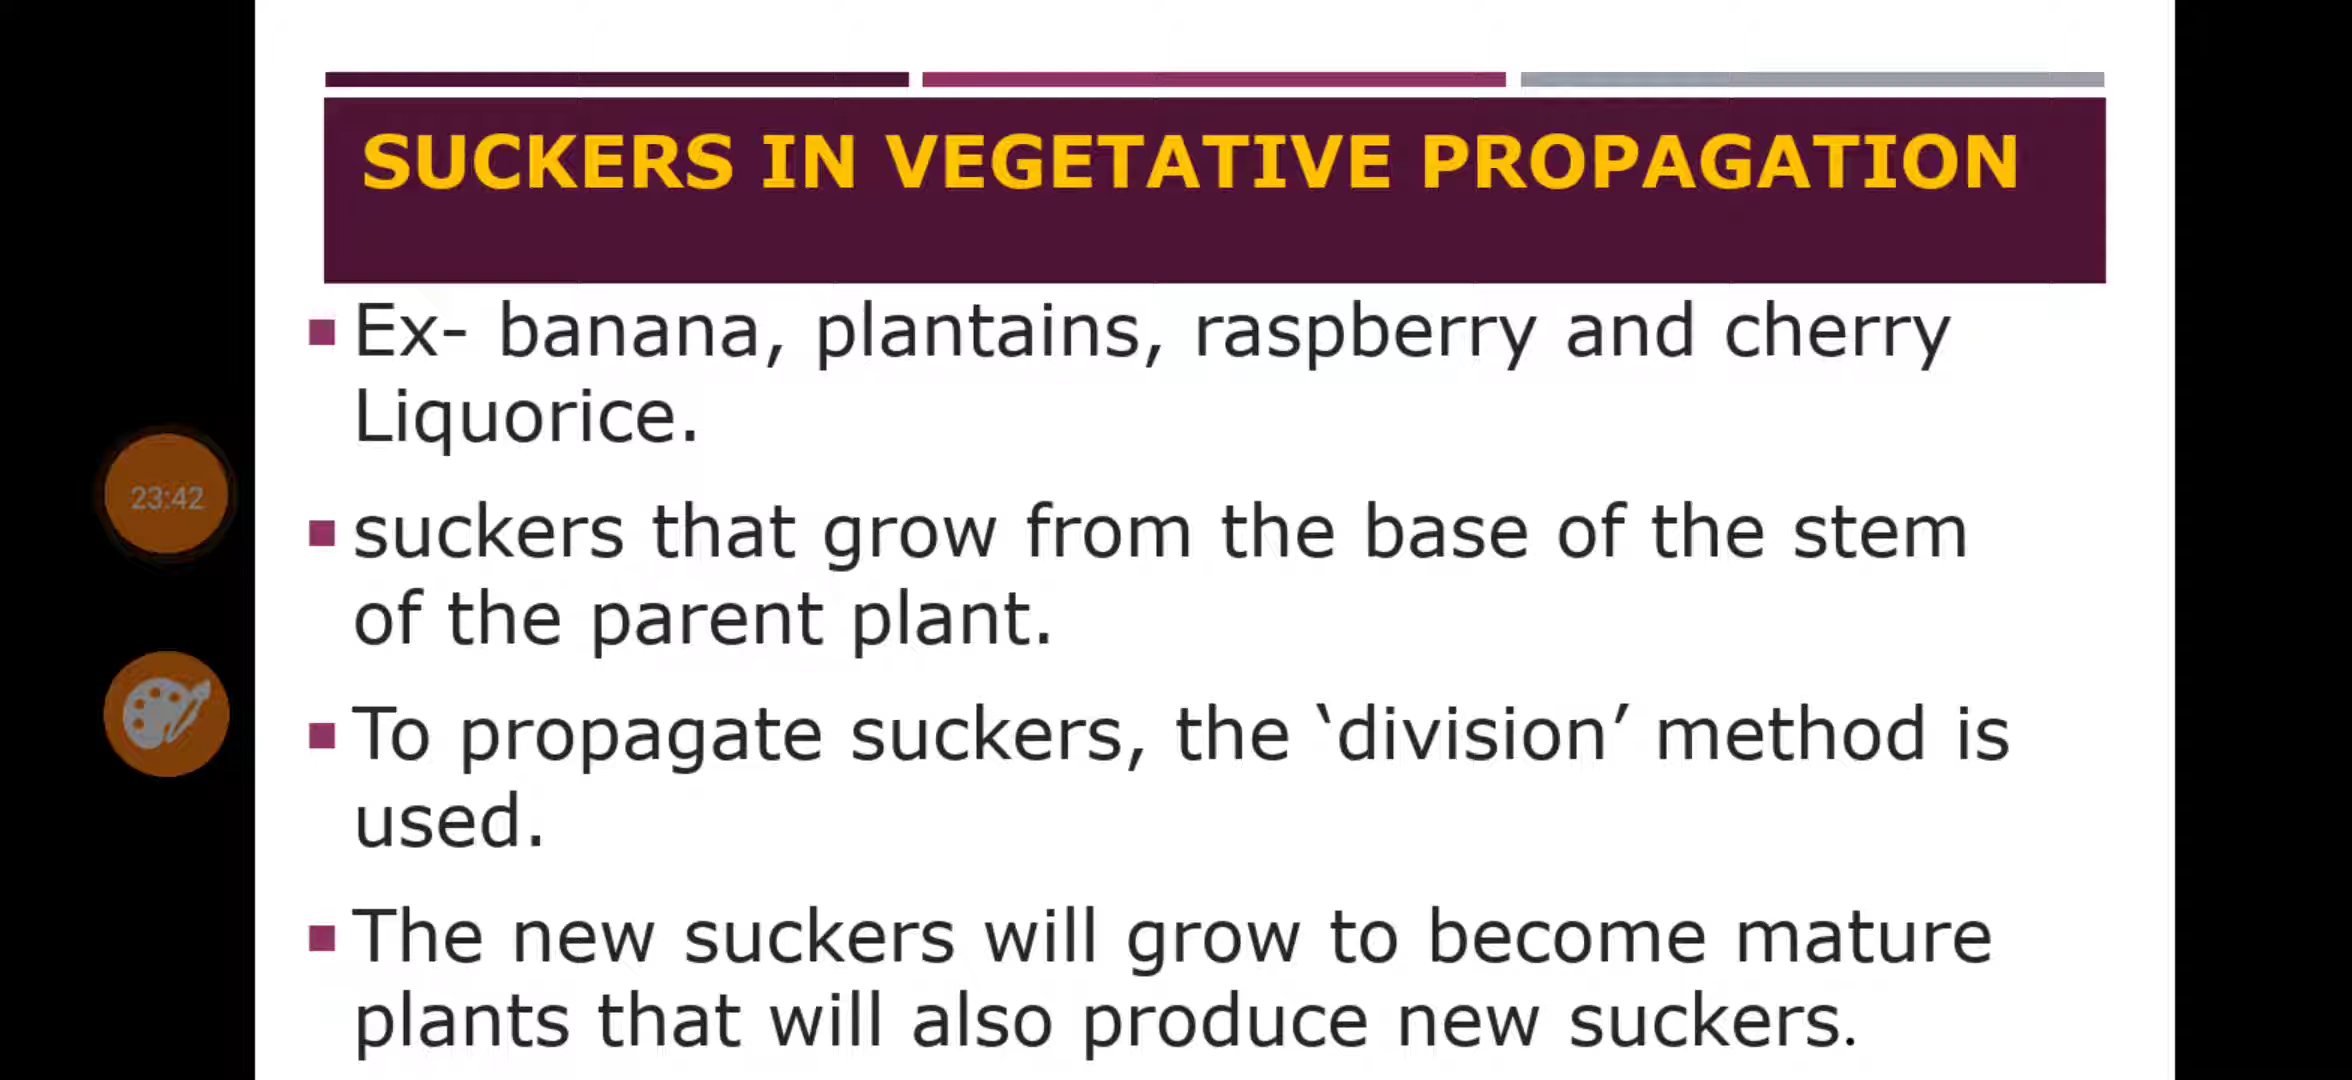 SUCKERS IN VEGETATIVE PROPAGATION
Ex- banana, plantains, raspberry and cherry
Liquorice.
23:42
suckers that grow from the base of the stem
of the parent plant.
To propagate suckers, the ‘division’ method is
used.
The new suckers will grow to become mature
plants that will also produce new suckers.